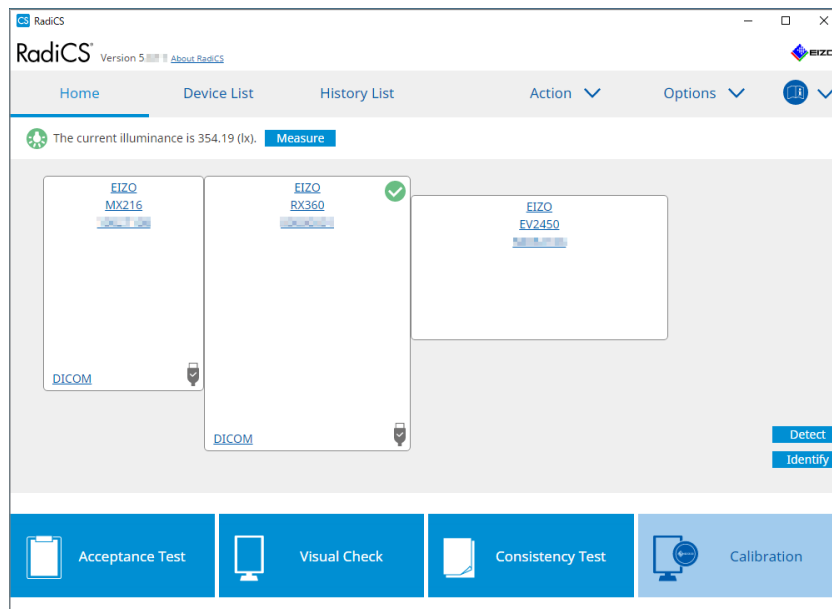 CS RadiCS
RadiCS® Version 5. About RadiCS EIZO
Home Device List History List Action Options
The current illuminance is 354.19 (lx). Measure
EIZO
MX216
DICOM
EIZO
RX360
DICOM
EIZO
EV2450
Detect
Identify
Acceptance Test Visual Check Consistency Test Calibration